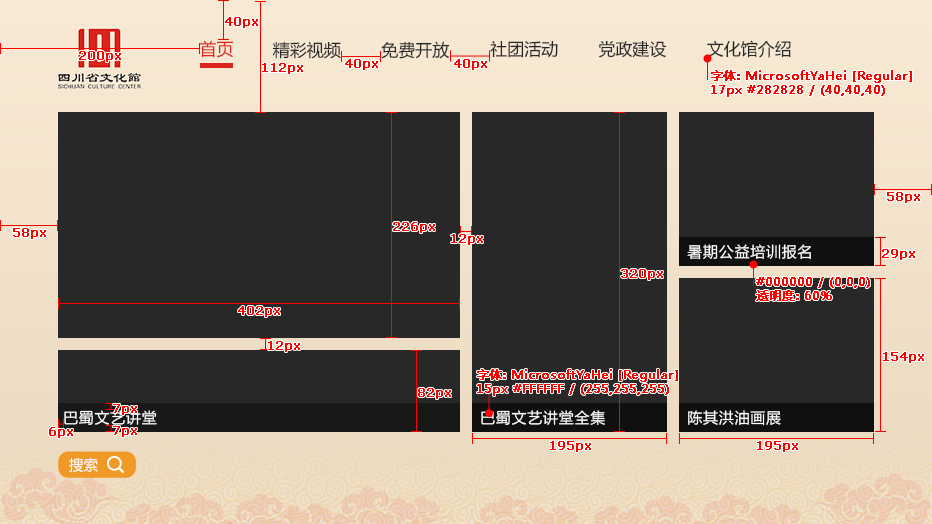 40px
200px
首页
精彩视频
免费开放
社团活动
党政建设
文化馆介绍
112px
40px
40px
四川省文化馆
SICHUAN CULTURE CENTER
字体: MicrosoftYaHei [Regular]
17px #282828 / (40,40,40)
58px
226px
12px
58px
暑期公益培训报名
29px
320px
#000000 / (0,0,0)
透明度: 60%
402px
12px
154px
字体: MicrosoftYaHei [Regular]
15px #FFFFFF / (255,255,255)
82px
7px
巴蜀文艺讲堂
6px
7px
巴蜀文艺讲堂全集
陈其洪油画展
195px
195px
搜索